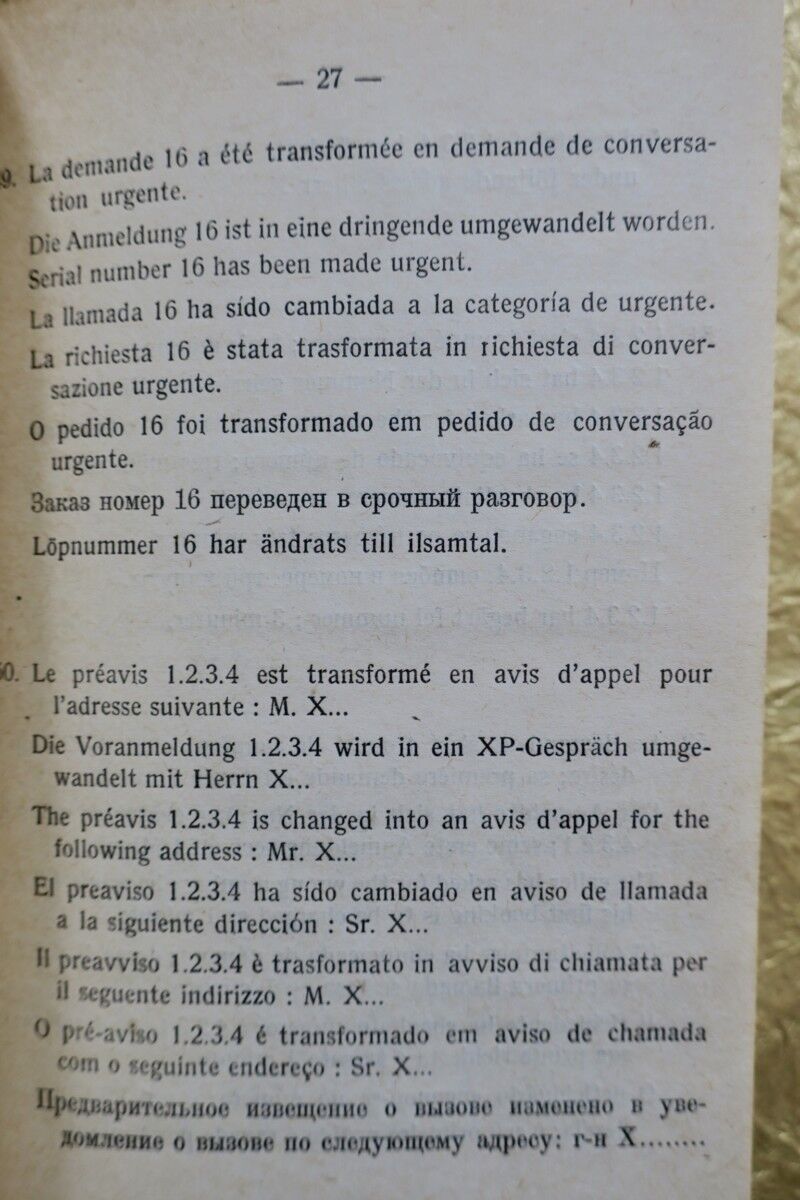 — 27 —
9. La demande 16 a été transformée en demande de conversa-
tion urgente.
Die Anmeldung 16 ist in eine dringende umgewandelt worden.
Serial number 16 has been made urgent.
La llamada 16 ha sído cambiada a la categoría de urgente.
La richiesta 16 è stata trasformata in richiesta di conver-
sazione urgente.
O pedido 16 foi transformado em pedido de conversação
urgente.
Заказ номер 16 переведен в срочный разговор.
Löpnummer 16 har ändrats till ilsamtal.
0. Le préavis 1.2.3.4 est transformé en avis d'appel pour
l'adresse suivante : M. X...
Die Voranmeldung 1.2.3.4 wird in ein XP-Gespräch umge-
wandelt mit Herrn X...
The préavis 1.2.3.4 is changed into an avis d'appel for the
following address : Mr. X...
El preaviso 1.2.3.4 ha sído cambiado en aviso de llamada
a la siguiente dirección : Sr. X...
Il preavviso 1.2.3.4 è trasformato in avviso di chiamata per
il seguente indirizzo : M. X...
O pré-aviso 1.2.3.4 é transformado em aviso de chamada
com o seguinte endereço : Sr. X...
Предварительное извещение о вызове изменено в уве-
домление о вызове по следующему адресу: г-н X........